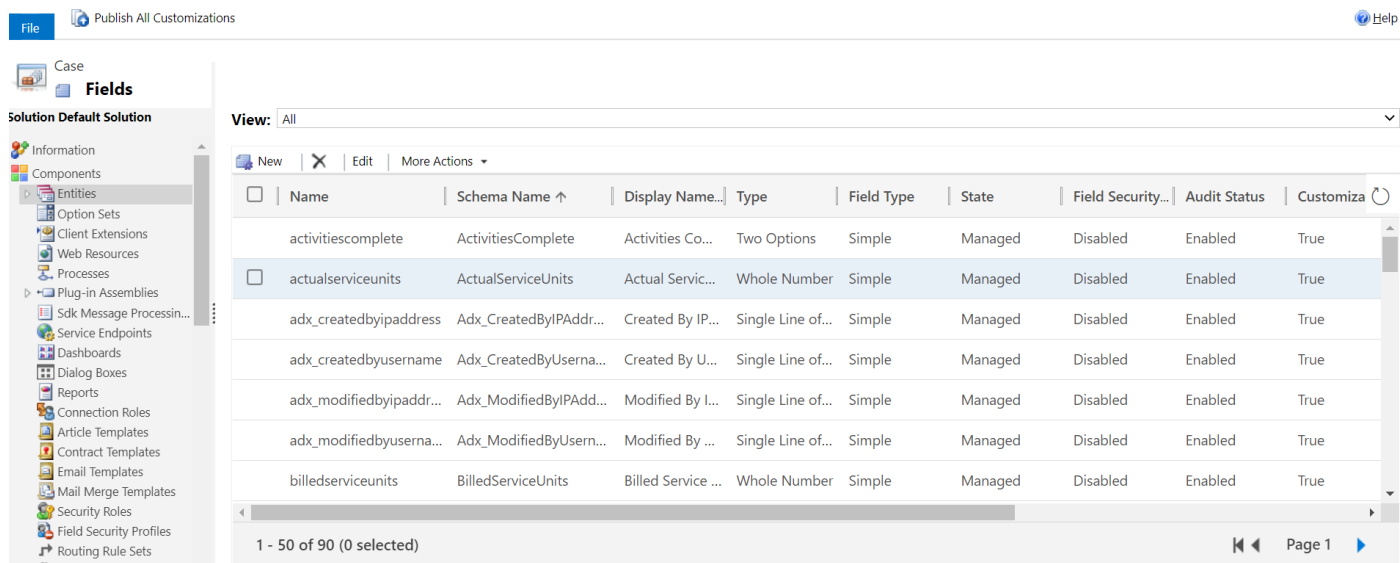 File
Publish All Customizations
Help
Case
Fields
Solution Default Solution
Information
Components
Entities
Option Sets
Client Extensions
Web Resources
Processes
Plug-in Assemblies
Sdk Message Processin...
Service Endpoints
Dashboards
Dialog Boxes
Reports
Connection Roles
Article Templates
Contract Templates
Email Templates
Mail Merge Templates
Security Roles
Field Security Profiles
Routing Rule Sets
View: All
New Edit More Actions
Name Schema Name ↑ Display Name... Type Field Type State Field Security... Audit Status Customiza
activitiescomplete ActivitiesComplete Activities Co... Two Options Simple Managed Disabled Enabled True
actualserviceunits ActualServiceUnits Actual Servic... Whole Number Simple Managed Disabled Enabled True
adx_createdbyipaddress Adx_CreatedByIPAddr... Created By IP... Single Line of... Simple Managed Disabled Enabled True
adx_createdbyusername Adx_CreatedByUserna... Created By U... Single Line of... Simple Managed Disabled Enabled True
adx_modifiedbyipaddr... Adx_ModifiedByIPAdd... Modified By I... Single Line of... Simple Managed Disabled Enabled True
adx_modifiedbyuserna... Adx_ModifiedByUsern... Modified By ... Single Line of... Simple Managed Disabled Enabled True
billedserviceunits BilledServiceUnits Billed Service ... Whole Number Simple Managed Disabled Enabled True
1 - 50 of 90 (0 selected)
Page 1